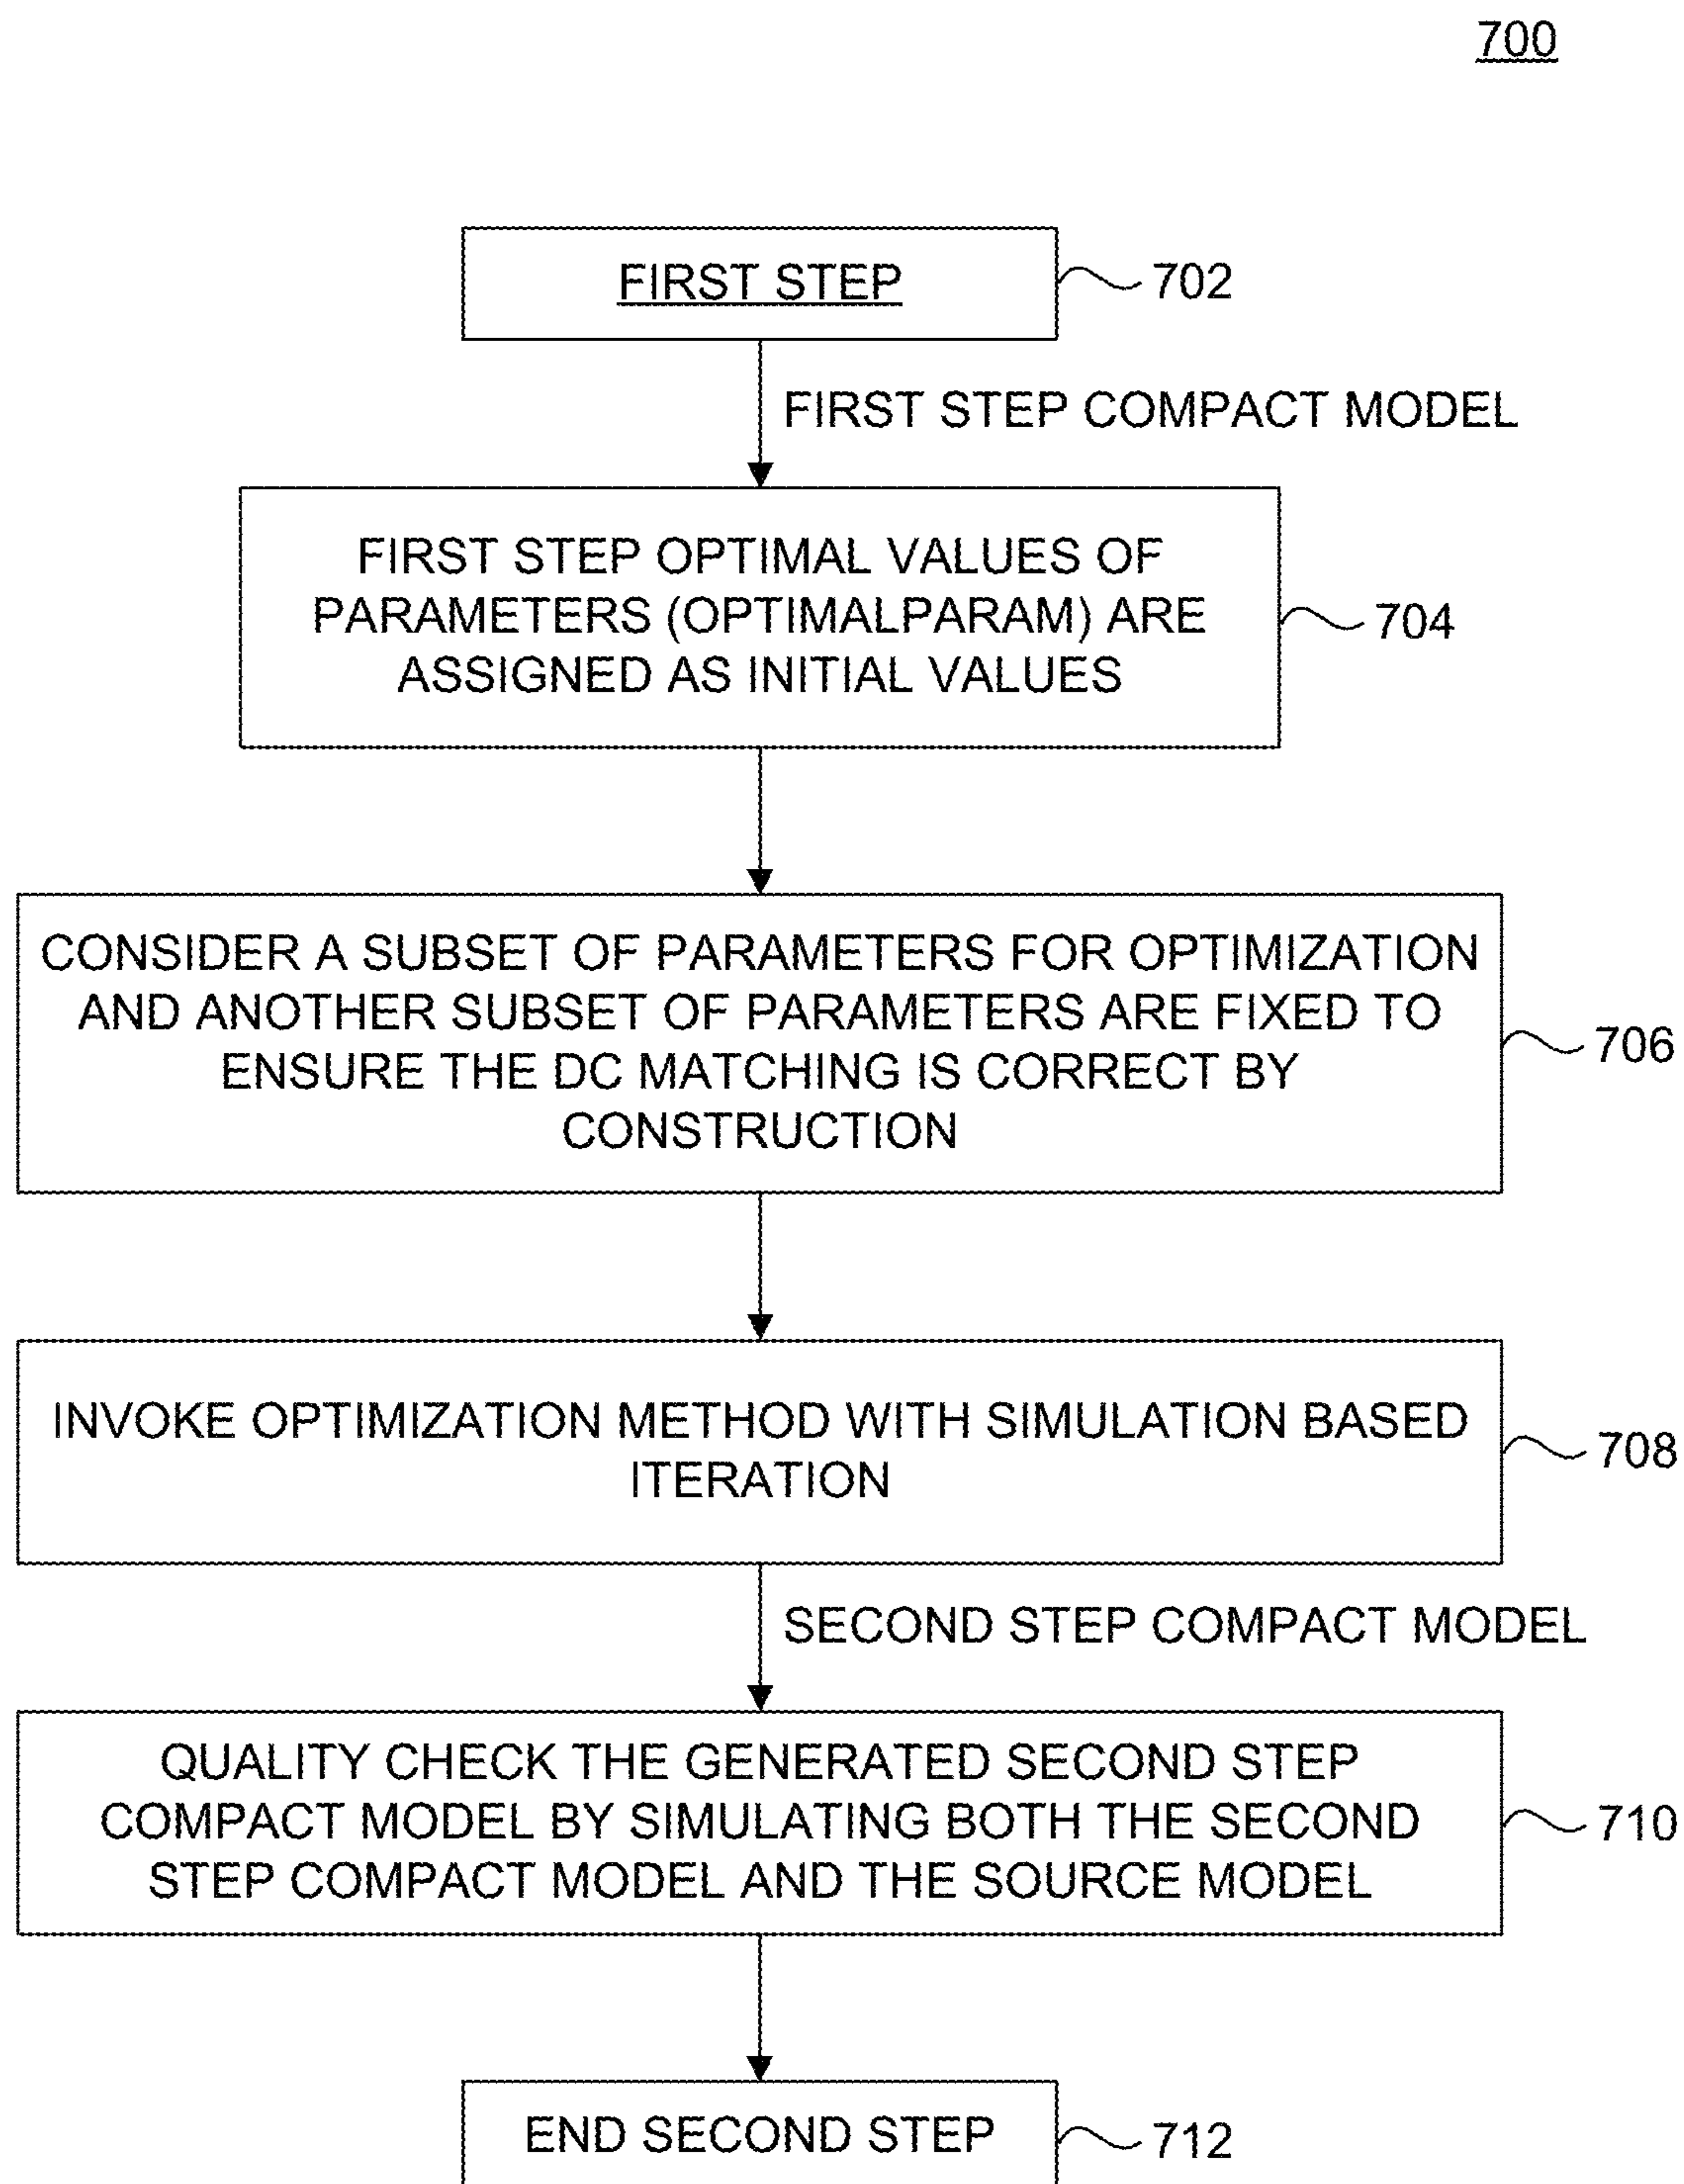 700
FIRST STEP
702
FIRST STEP COMPACT MODEL
FIRST STEP OPTIMAL VALUES OF
PARAMETERS (OPTIMALPARAM) ARE
ASSIGNED AS INITIAL VALUES
704
CONSIDER A SUBSET OF PARAMETERS FOR OPTIMIZATION
AND ANOTHER SUBSET OF PARAMETERS ARE FIXED TO
ENSURE THE DC MATCHING IS CORRECT BY
CONSTRUCTION
706
INVOKE OPTIMIZATION METHOD WITH SIMULATION BASED
ITERATION
708
SECOND STEP COMPACT MODEL
QUALITY CHECK THE GENERATED SECOND STEP
COMPACT MODEL BY SIMULATING BOTH THE SECOND
STEP COMPACT MODEL AND THE SOURCE MODEL
710
END SECOND STEP
712